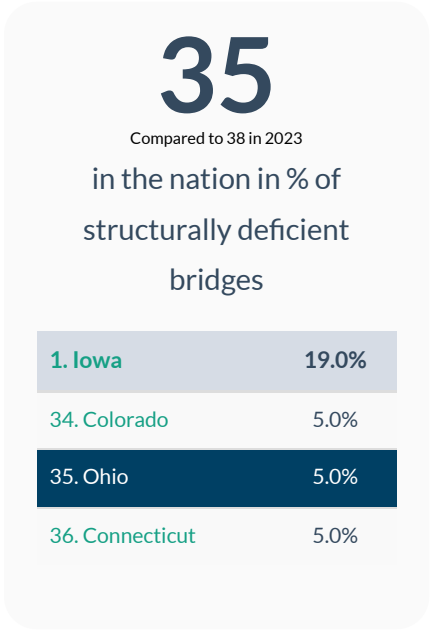 35
Compared to 38 in 2023
in the nation in % of
structurally deficient
bridges
1. Iowa 19.0%
34. Colorado 5.0%
35. Ohio 5.0%
36. Connecticut 5.0%